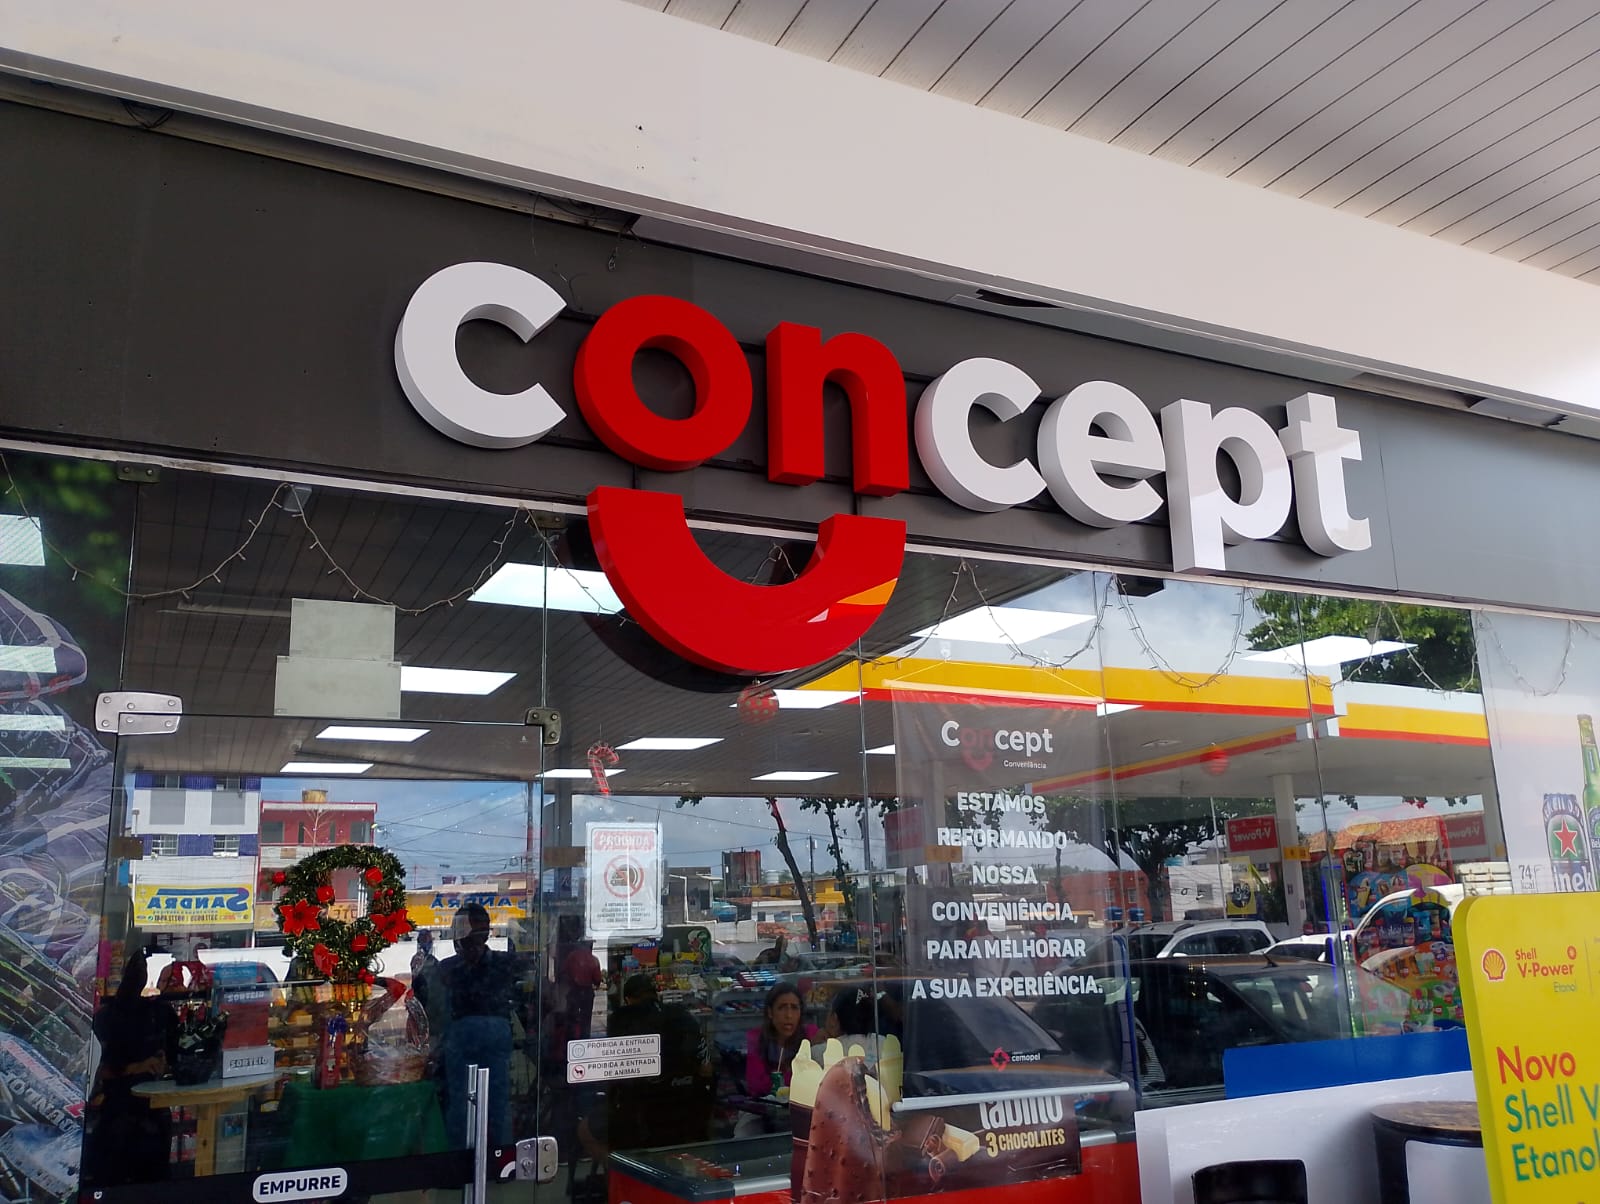 concept
Concept
Conveniência
ESTAMOS
REFORMANDO
NOSSA
CONVENIÊNCIA,
PARA MELHORAR
A SUA EXPERIÊNCIA.
cemopel
PROIBIDA A ENTRADA
SEM CAMISA
PROIBIDA A ENTRADA
DE ANIMAIS
SORTEIO
SORTEIO
EMPURRE
SANDRA
3 CHOCOLATES
V-Power
Shell
V-Power
Etanol
Novo
Shell V
Etanol